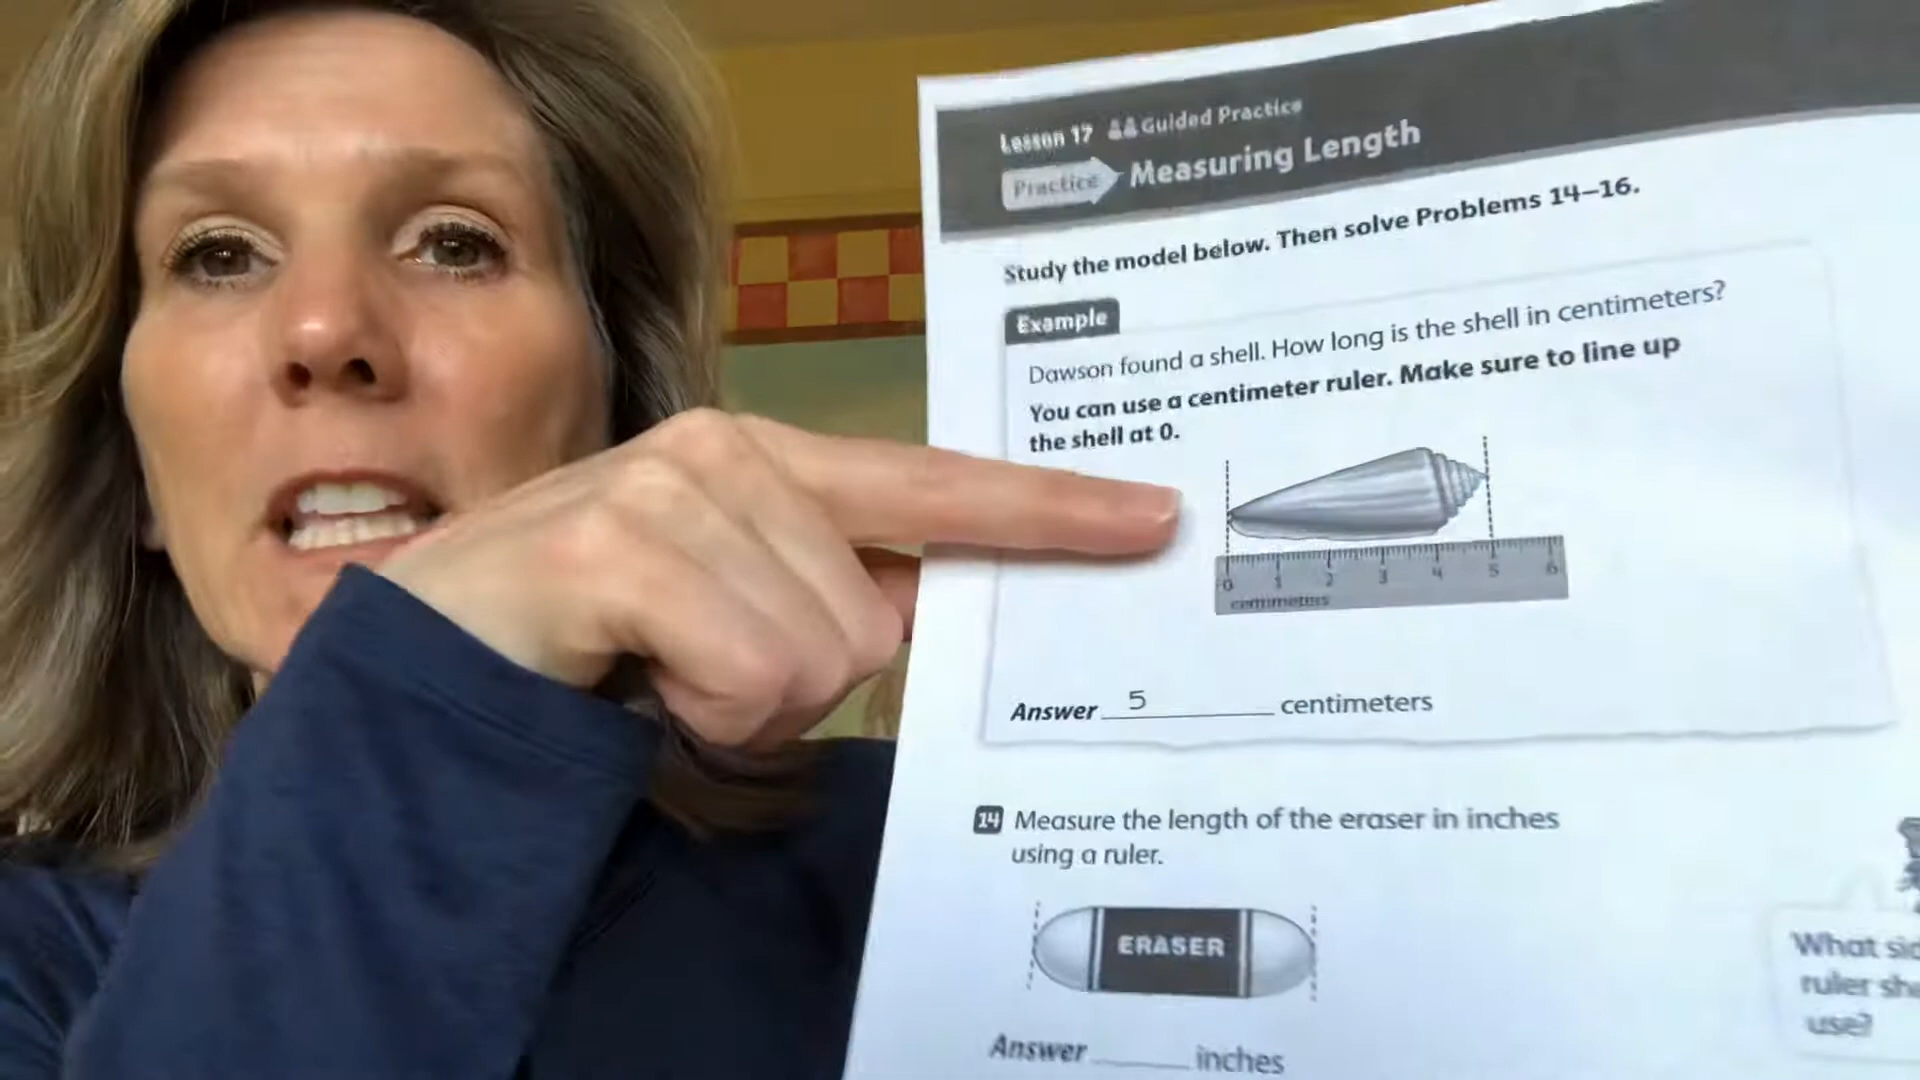 Lesson 17 Guided Practice
Practice Measuring Length
Study the model below. Then solve Problems 14–16.
Example
Dawson found a shell. How long is the shell in centimeters?
You can use a centimeter ruler. Make sure to line up
the shell at 0.
0 1 2 3 4 5 6
centimeters
Answer 5 centimeters
14 Measure the length of the eraser in inches
using a ruler.
ERASER
What
ruler
use?
Answer inches